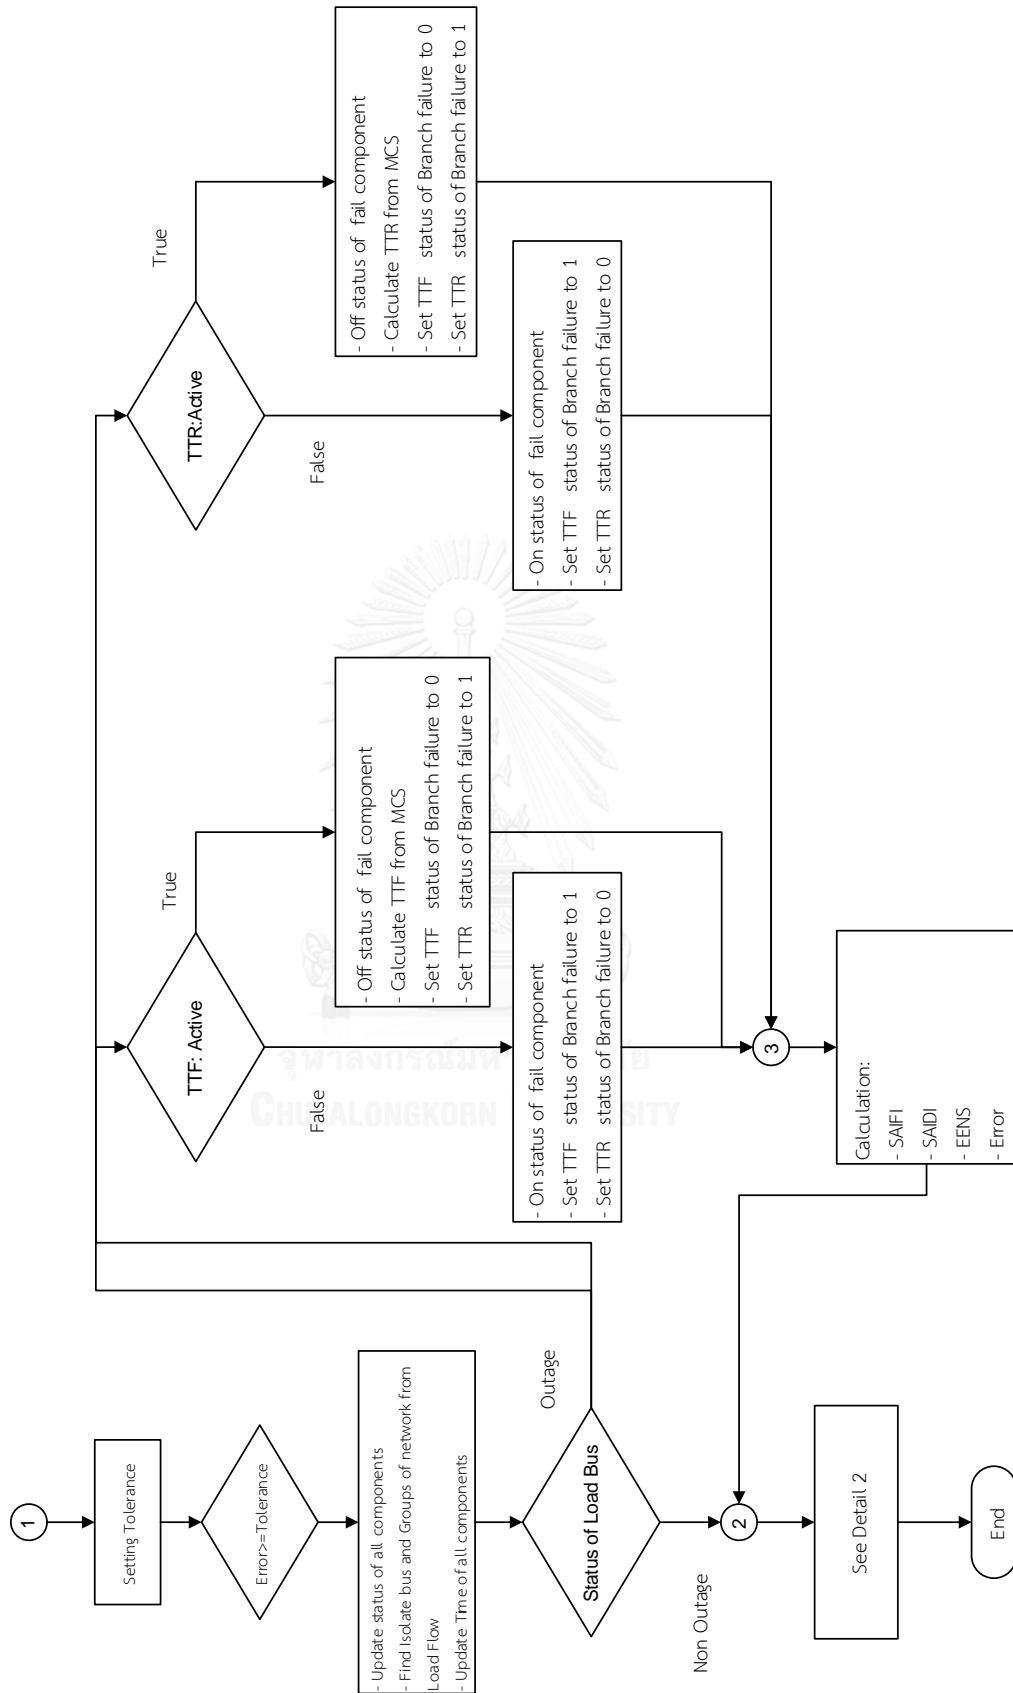 1
Setting Tolerance
Error>=Tolerance
- Update status of all components
- Find Isolate bus and Groups of network from
Load Flow
- Update Time of all components
Status of Load Bus
Outage
Non Outage
2
See Detail 2
End
TTF: Active
True
False
- Off status of fail component
- Calculate TTF from MCS
- Set TTF status of Branch failure to 0
- Set TTR status of Branch failure to 1
- On status of fail component
- Set TTF status of Branch failure to 1
- Set TTR status of Branch failure to 0
TTR:Active
True
False
- Off status of fail component
- Calculate TTR from MCS
- Set TTF status of Branch failure to 0
- Set TTR status of Branch failure to 1
- On status of fail component
- Set TTF status of Branch failure to 1
- Set TTR status of Branch failure to 0
3
Calculation:
- SAIFI
- SAIDI
- EENS
- Error
CHULALONGKORN